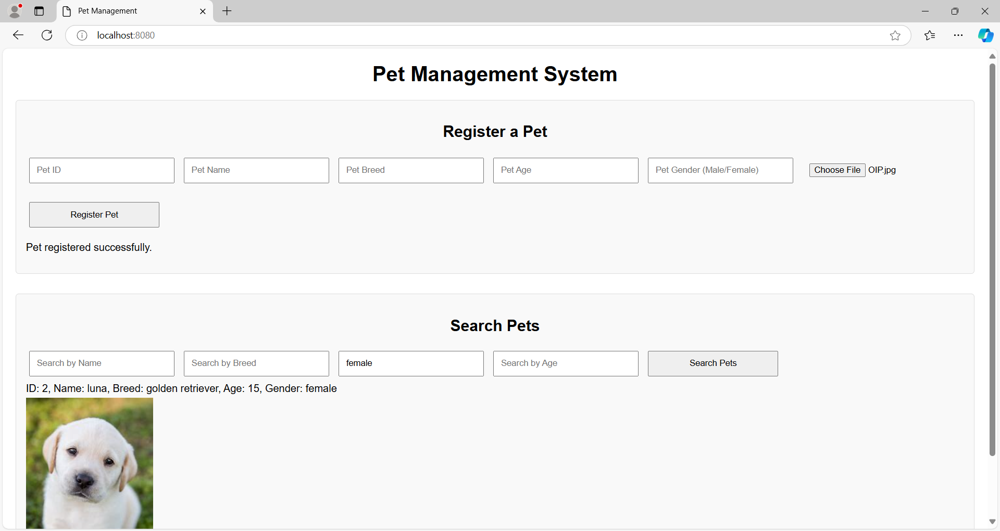 Pet Management
localhost:8080
Pet Management System
Register a Pet
Pet ID Pet Name Pet Breed Pet Age Pet Gender (Male/Female) Choose File OIP.jpg
Register Pet
Pet registered successfully.
Search Pets
Search by Name Search by Breed female Search by Age Search Pets
ID: 2, Name: luna, Breed: golden retriever, Age: 15, Gender: female